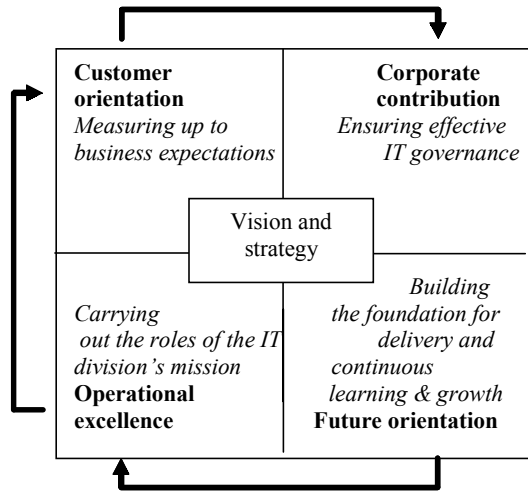 Customer
orientation
Measuring up to
business expectations
Corporate
contribution
Ensuring effective
IT governance
Vision and
strategy
Carrying
out the roles of the IT
division's mission
Operational
excellence
Building
the foundation for
delivery and
continuous
learning & growth
Future orientation